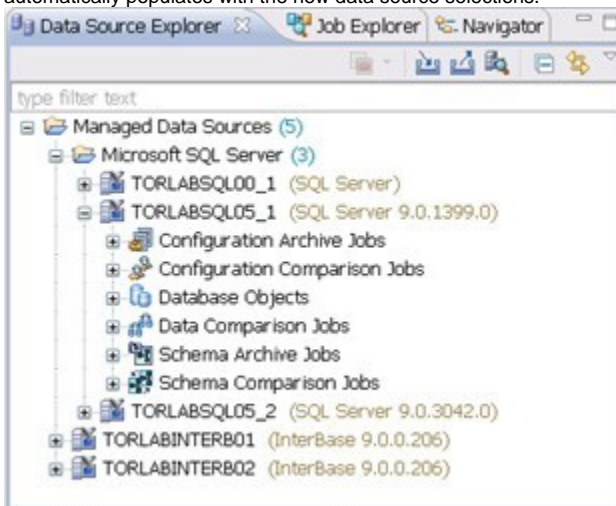 automatically populates with the new data source selections.
Data Source Explorer Job Explorer Navigator
type filter text
Managed Data Sources (5)
Microsoft SQL Server (3)
TORLABSQL00_1 (SQL Server)
TORLABSQL05_1 (SQL Server 9.0.1399.0)
Configuration Archive Jobs
Configuration Comparison Jobs
Database Objects
Data Comparison Jobs
Schema Archive Jobs
Schema Comparison Jobs
TORLABSQL05_2 (SQL Server 9.0.3042.0)
TORLABINTERB01 (InterBase 9.0.0.206)
TORLABINTERB02 (InterBase 9.0.0.206)